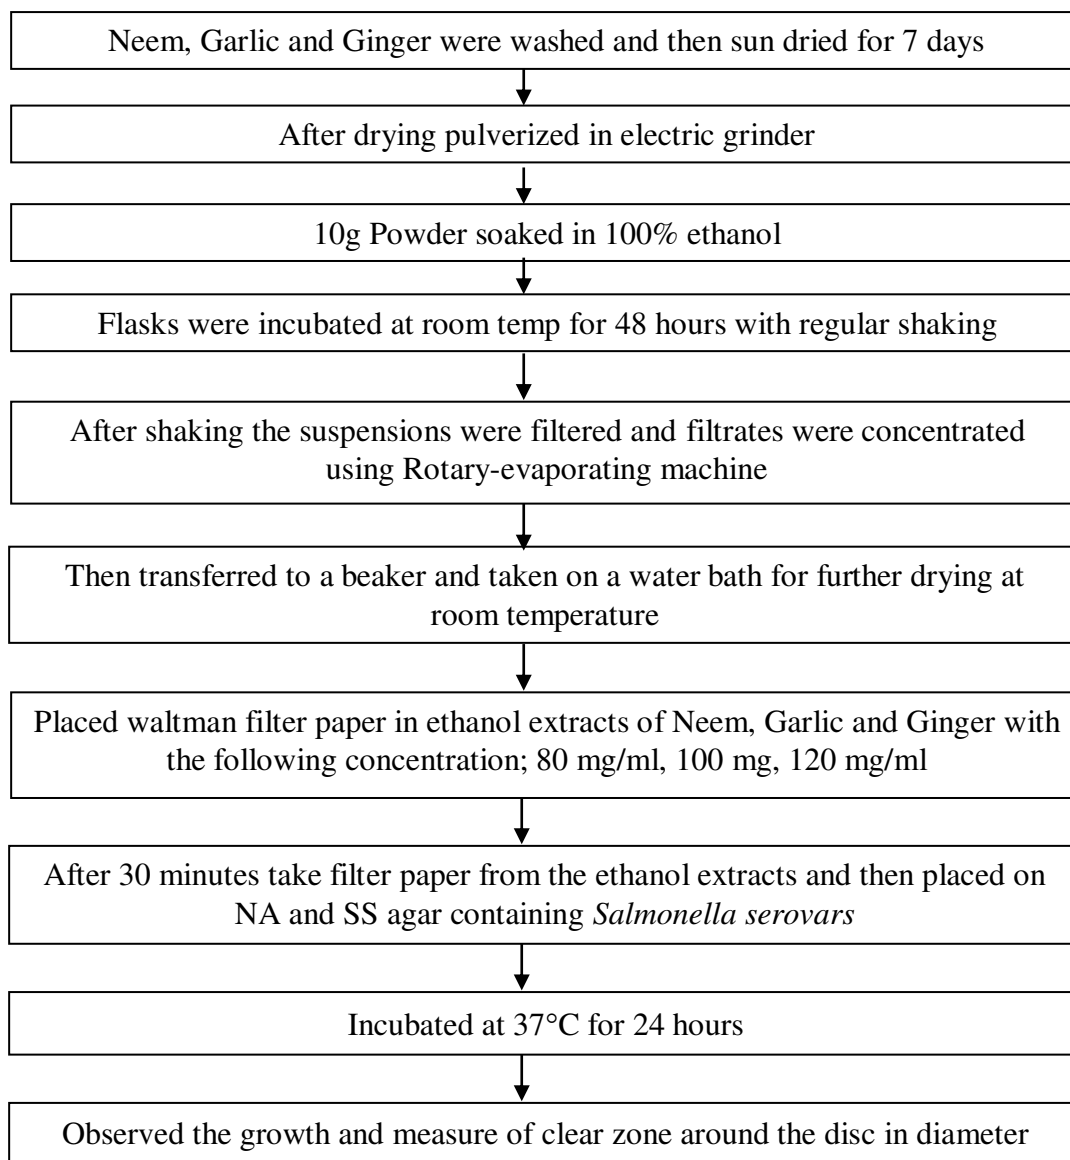 Neem, Garlic and Ginger were washed and then sun dried for 7 days
After drying pulverized in electric grinder
10g Powder soaked in 100% ethanol
Flasks were incubated at room temp for 48 hours with regular shaking
After shaking the suspensions were filtered and filtrates were concentrated
using Rotary-evaporating machine
Then transferred to a beaker and taken on a water bath for further drying at
room temperature
Placed waltman filter paper in ethanol extracts of Neem, Garlic and Ginger with
the following concentration; 80 mg/ml, 100 mg, 120 mg/ml
After 30 minutes take filter paper from the ethanol extracts and then placed on
NA and SS agar containing Salmonella serovars
Incubated at 37°C for 24 hours
Observed the growth and measure of clear zone around the disc in diameter